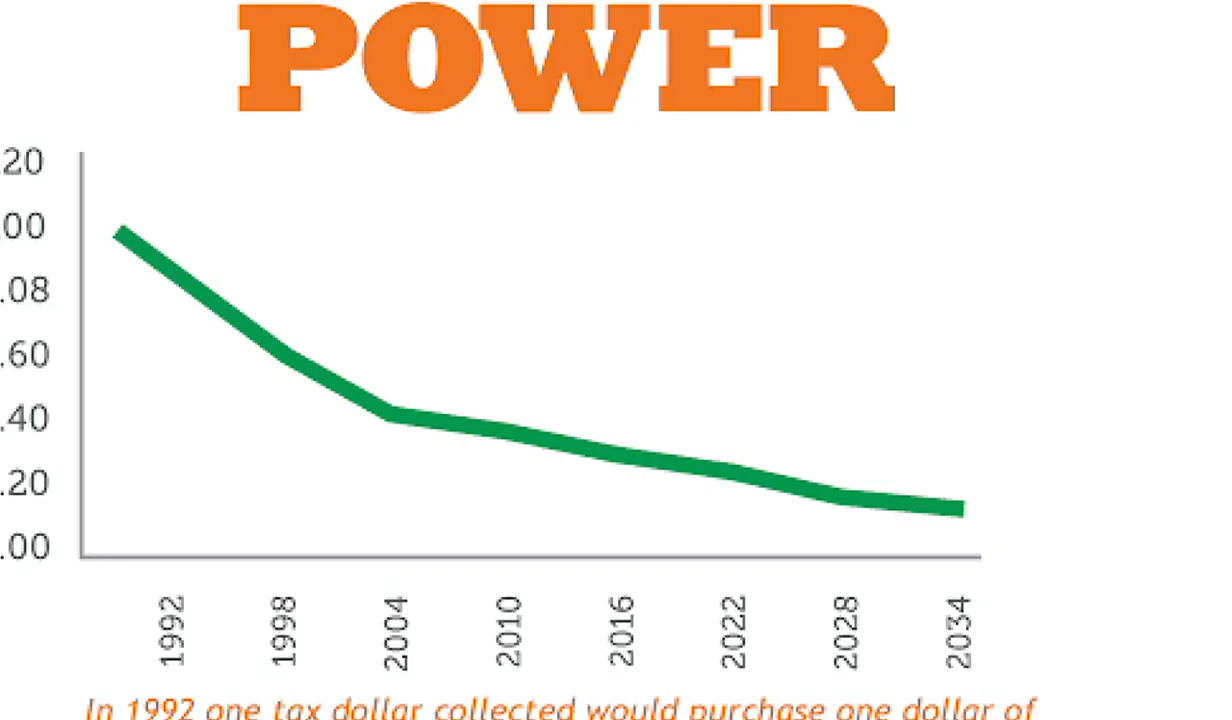 POWER
20
00
.08
.60
.40
.20
.00
1992 1998 2004 2010 2016 2022 2028 2034
In 1992 one tax dollar collected would purchase one dollar of